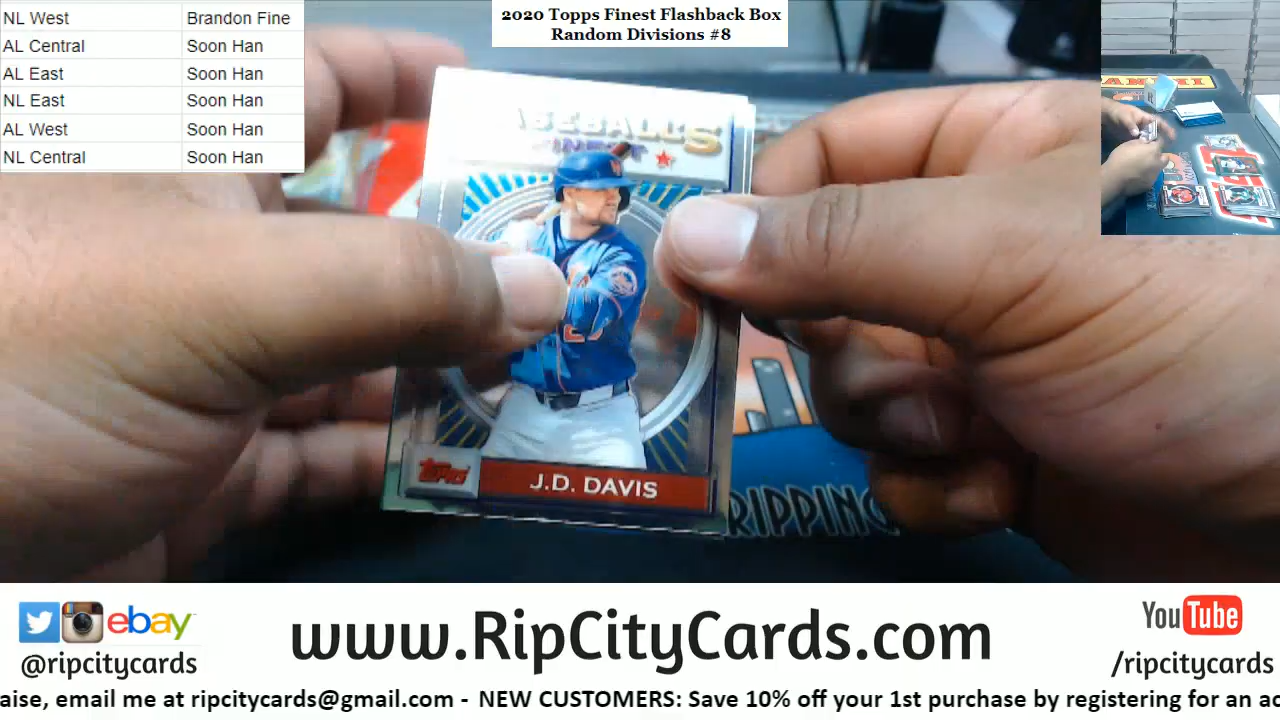 NL West Brandon Fine
AL Central Soon Han
AL East Soon Han
NL East Soon Han
AL West Soon Han
NL Central Soon Han
2020 Topps Finest Flashback Box
Random Divisions #8
TOPPS
J.D. DAVIS
RIPPING
ebay
@ripcitycards
www.RipCityCards.com
YouTube
/ripcitycards
aise, email me at ripcitycards@gmail.com - NEW CUSTOMERS: Save 10% off your 1st purchase by registering for an ac